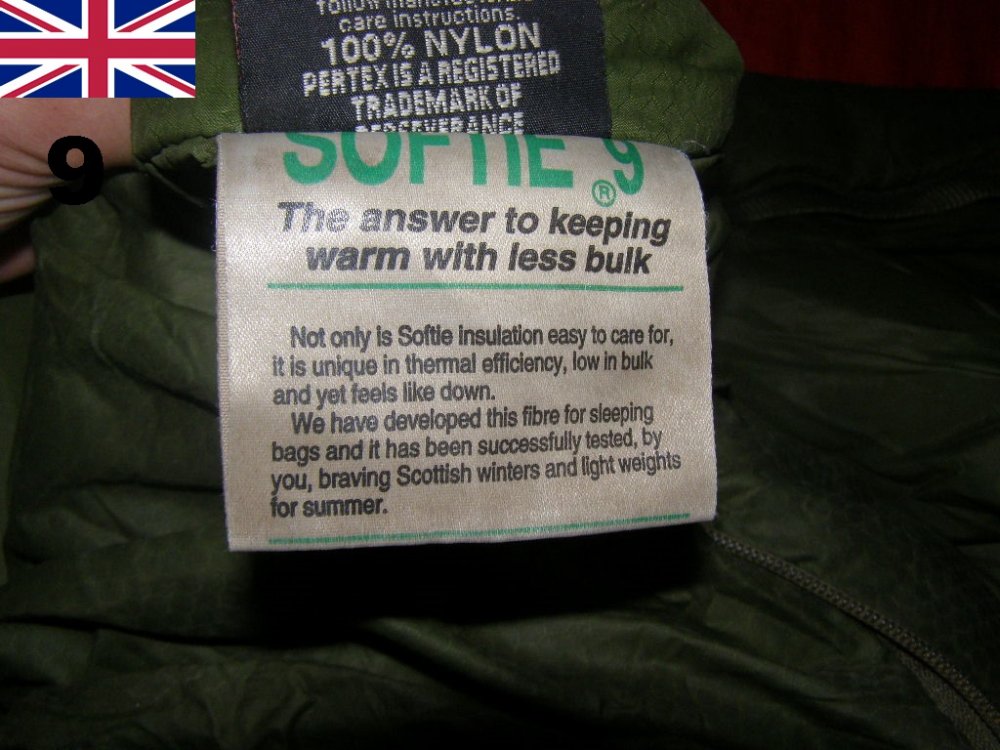 follow manufacturers
care instructions.
100% NYLON
PERTEX IS A REGISTERED
TRADEMARK OF
PERSEVERANCE
9
SOFTIE ® 9
The answer to keeping
warm with less bulk
Not only is Softie insulation easy to care for,
it is unique in thermal efficiency, low in bulk
and yet feels like down.
We have developed this fibre for sleeping
bags and it has been successfully tested, by
you, braving Scottish winters and light weights
for summer.